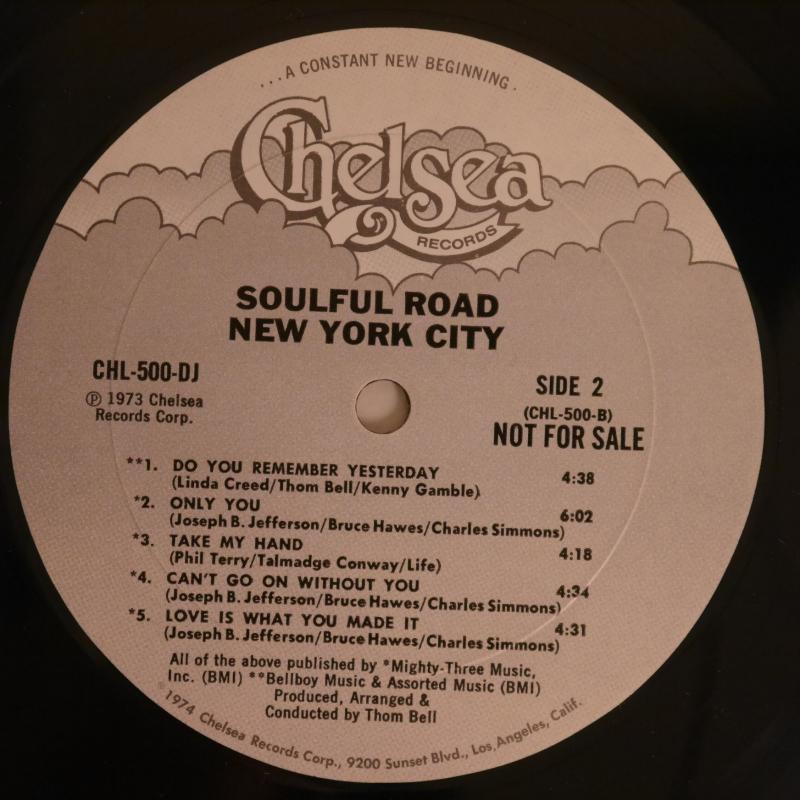 ...A CONSTANT NEW BEGINNING.
Chelsea
RECORDS
SOULFUL ROAD
NEW YORK CITY
CHL-500-DJ
℗ 1973 Chelsea
Records Corp.
SIDE 2
(CHL-500-B)
NOT FOR SALE
**1. DO YOU REMEMBER YESTERDAY 4:38
(Linda Creed/Thom Bell/Kenny Gamble)
*2. ONLY YOU 6:02
(Joseph B. Jefferson/Bruce Hawes/Charles Simmons)
*3. TAKE MY HAND 4:18
(Phil Terry/Talmadge Conway/Life)
*4. CAN'T GO ON WITHOUT YOU 4:34
(Joseph B. Jefferson/Bruce Hawes/Charles Simmons)
*5. LOVE IS WHAT YOU MADE IT 4:31
(Joseph B. Jefferson/Bruce Hawes/Charles Simmons)
All of the above published by *Mighty-Three Music,
Inc. (BMI) **Bellboy Music & Assorted Music (BMI)
Produced, Arranged &
Conducted by Thom Bell
©1974 Chelsea Records Corp., 9200 Sunset Blvd., Los Angeles, Calif.